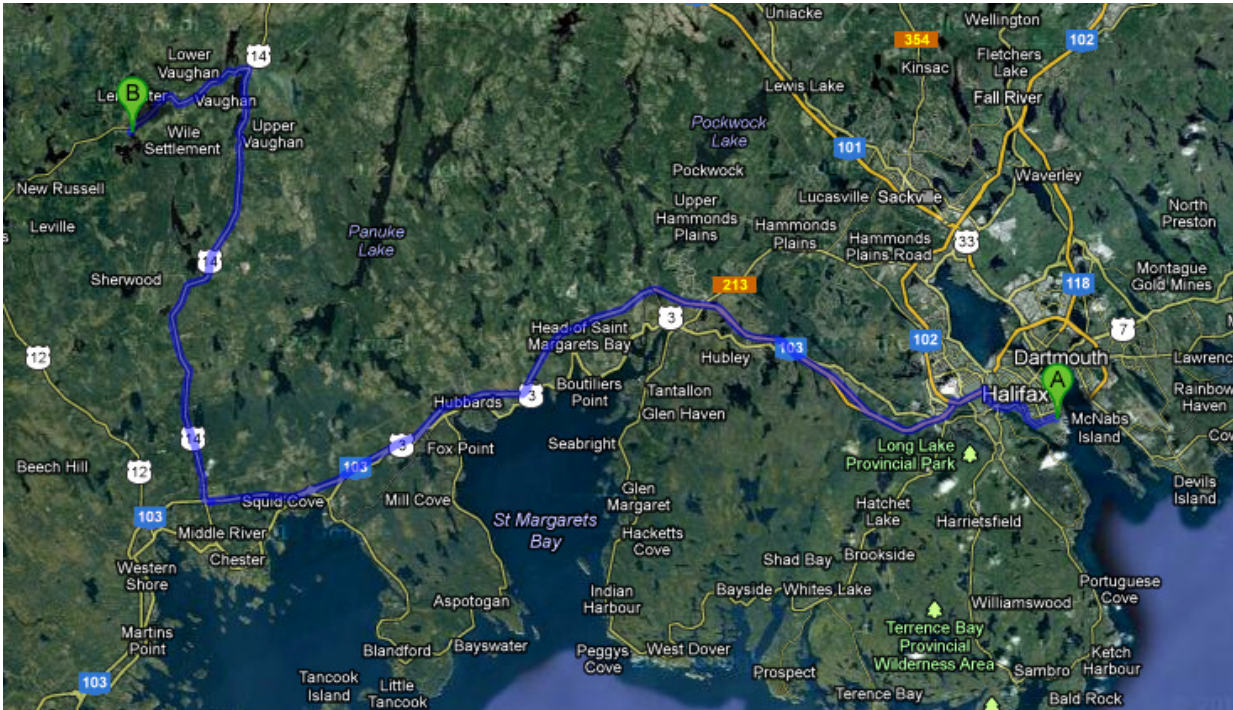 Uniacke
Wellington
102
354
Fletchers
Lake
Kinsac
Lower
Vaughan
14
Lewis Lake
Fall River
B
Vaughan
Wile
Settlement
Upper
Vaughan
Pockwock
Lake
101
Pockwock
Waverley
New Russell
Lucasville
Sackville
North
Preston
Upper
Hammonds
Plains
Leville
Panuke
Lake
Hammonds
Plains
Hammonds
Plains Road
33
14
Sherwood
Montague
Gold Mines
213
118
3
7
Head of Saint
Margarets Bay
12
Hubley
103
102
Dartmouth
Lawrenc
Boutiliers
Point
Tantallon
A
Rainbow
Haven
3
Hubbards
Glen Haven
Halifax
McNabs
Island
14
3
Fox Point
Seabright
Long Lake
Provincial Park
Cow
Beech Hill
12
103
Glen
Margaret
Devils
Island
Squid Cove
Mill Cove
Hatchet
Lake
103
St Margarets
Bay
Harrietsfield
Middle River
Hacketts
Cove
Chester
Shad Bay
Brookside
Western
Shore
Indian
Harbour
Bayside
Whites Lake
Portuguese
Cove
Aspotogan
Williamswood
Martins
Point
Terrence Bay
Provincial
Wilderness Area
Blandford
Bayswater
Peggys
Cove
West Dover
Ketch
Harbour
103
Tancook
Island
Little
Tancook
Prospect
Sambro
Terence Bay
Bald Rock